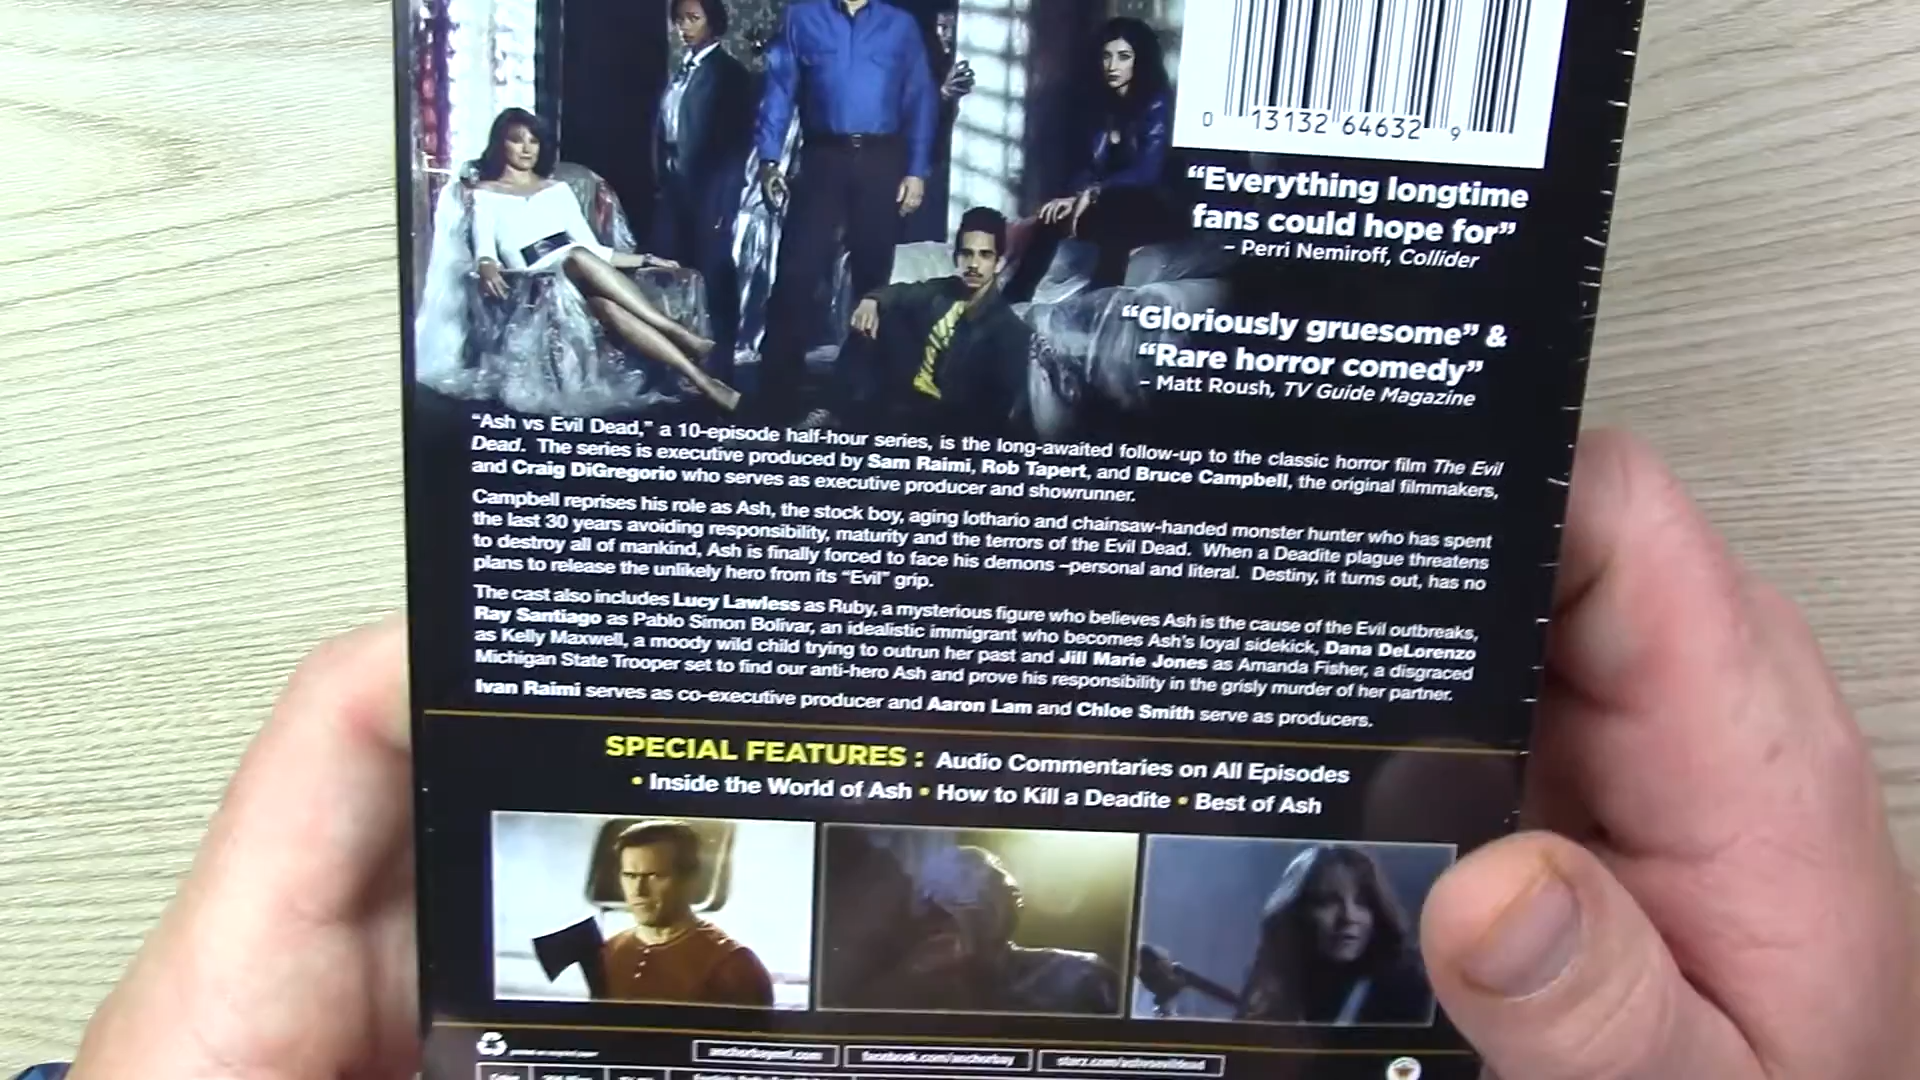 0 13132 64632 9
“Everything longtime
fans could hope for”
– Perri Nemiroff, Collider
“Gloriously gruesome” &
“Rare horror comedy”
– Matt Roush, TV Guide Magazine
“Ash vs Evil Dead,” a 10-episode half-hour series, is the long-awaited follow-up to the classic horror film The Evil
Dead. The series is executive produced by Sam Raimi, Rob Tapert, and Bruce Campbell, the original filmmakers,
and Craig DiGregorio who serves as executive producer and showrunner.
Campbell reprises his role as Ash, the stock boy, aging lothario and chainsaw-handed monster hunter who has spent
the last 30 years avoiding responsibility, maturity and the terrors of the Evil Dead. When a Deadite plague threatens
to destroy all of mankind, Ash is finally forced to face his demons –personal and literal. Destiny, it turns out, has no
plans to release the unlikely hero from its “Evil” grip.
The cast also includes Lucy Lawless as Ruby, a mysterious figure who believes Ash is the cause of the Evil outbreaks,
Ray Santiago as Pablo Simon Bolivar, an idealistic immigrant who becomes Ash's loyal sidekick, Dana DeLorenzo
as Kelly Maxwell, a moody wild child trying to outrun her past and Jill Marie Jones as Amanda Fisher, a disgraced
Michigan State Trooper set to find our anti-hero Ash and prove his responsibility in the grisly murder of her partner.
Ivan Raimi serves as co-executive producer and Aaron Lam and Chloe Smith serve as producers.
SPECIAL FEATURES : Audio Commentaries on All Episodes
• Inside the World of Ash • How to Kill a Deadite • Best of Ash
anchorbayent.com facebook.com/anchorbay starz.com/ashvsevildead